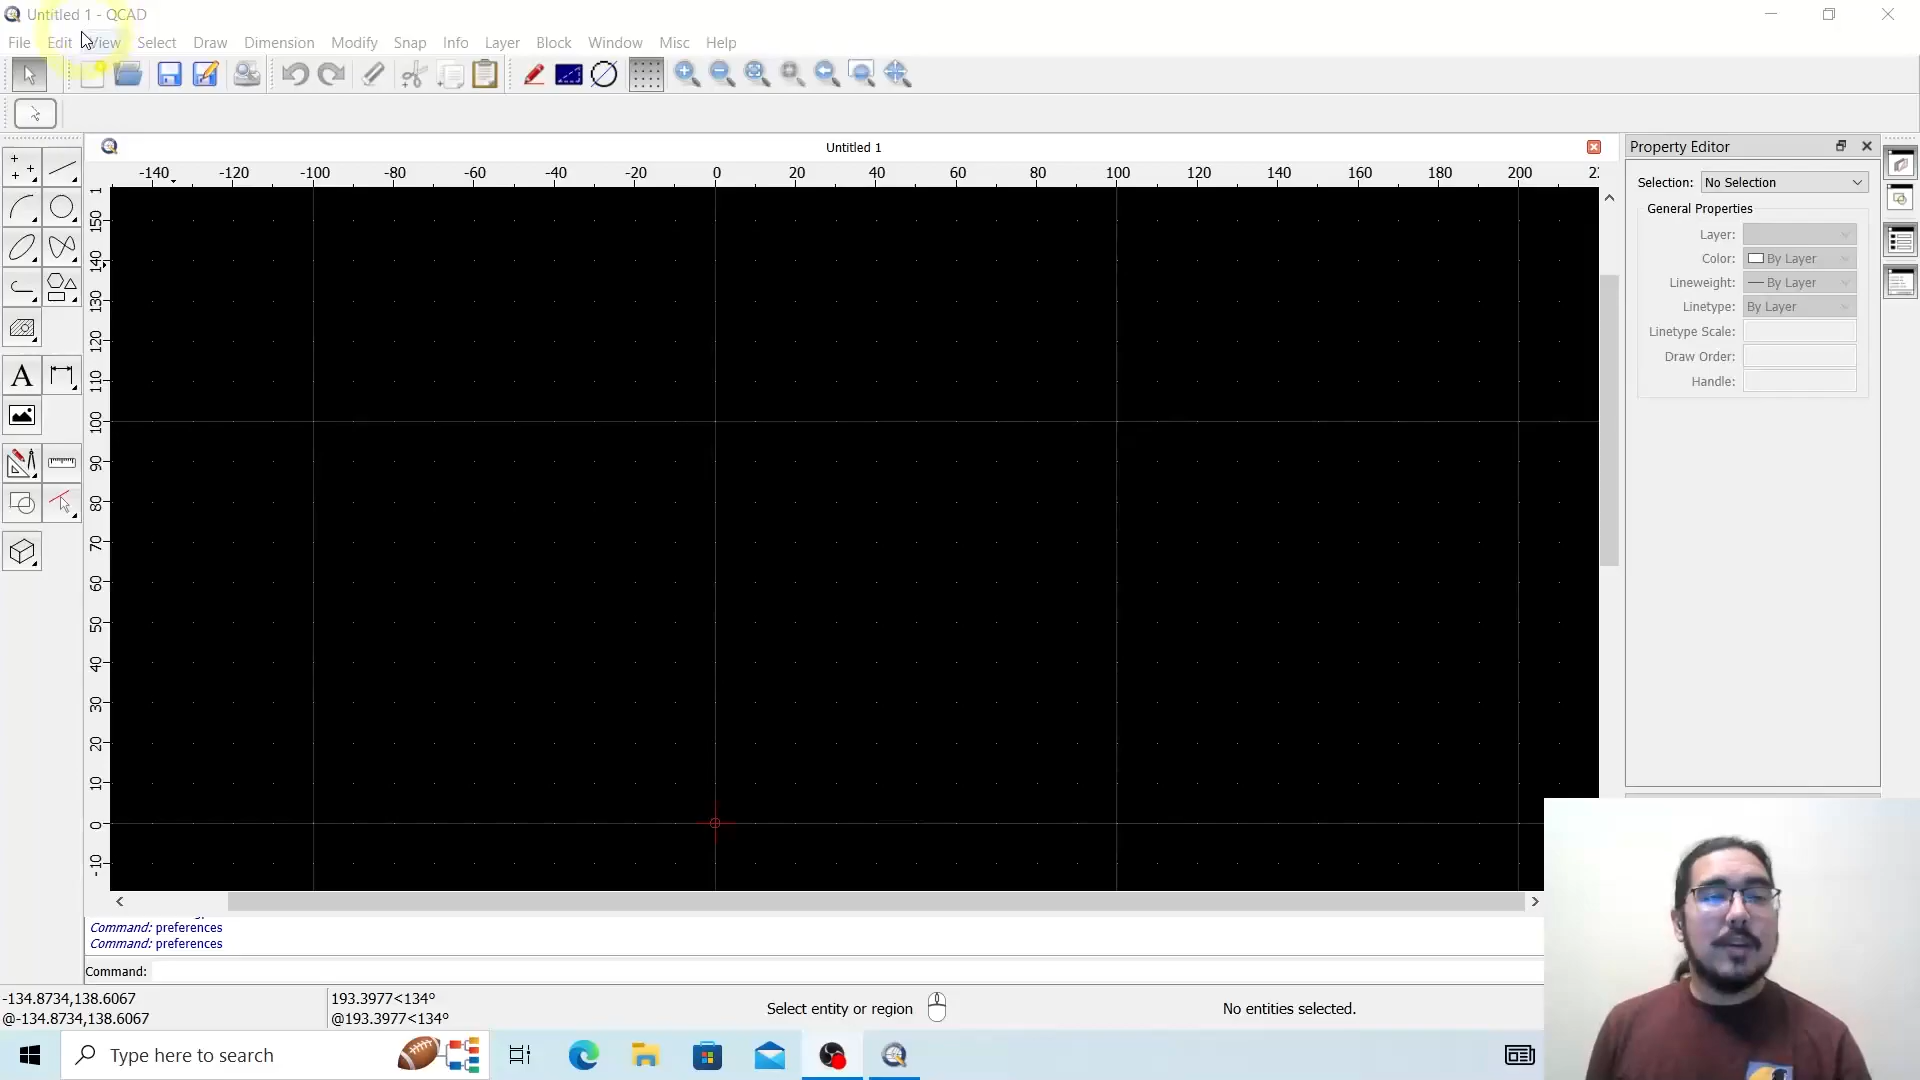 Untitled 1 - QCAD
File Edit View Select Draw Dimension Modify Snap Info Layer Block Window Misc Help
Untitled 1
-140 -120 -100 -80 -60 -40 -20 0 20 40 60 80 100 120 140 160 180 200
150
140
130
120
110
100
90
80
70
60
50
40
30
20
10
0
-10
Property Editor
Selection: No Selection
General Properties
Layer:
Color: By Layer
Lineweight: By Layer
Linetype: By Layer
Linetype Scale:
Draw Order:
Handle:
Command: preferences
Command: preferences
Command:
-134.8734,138.6067
@-134.8734,138.6067
193.3977<134°
@193.3977<134°
Select entity or region
No entities selected.
Type here to search